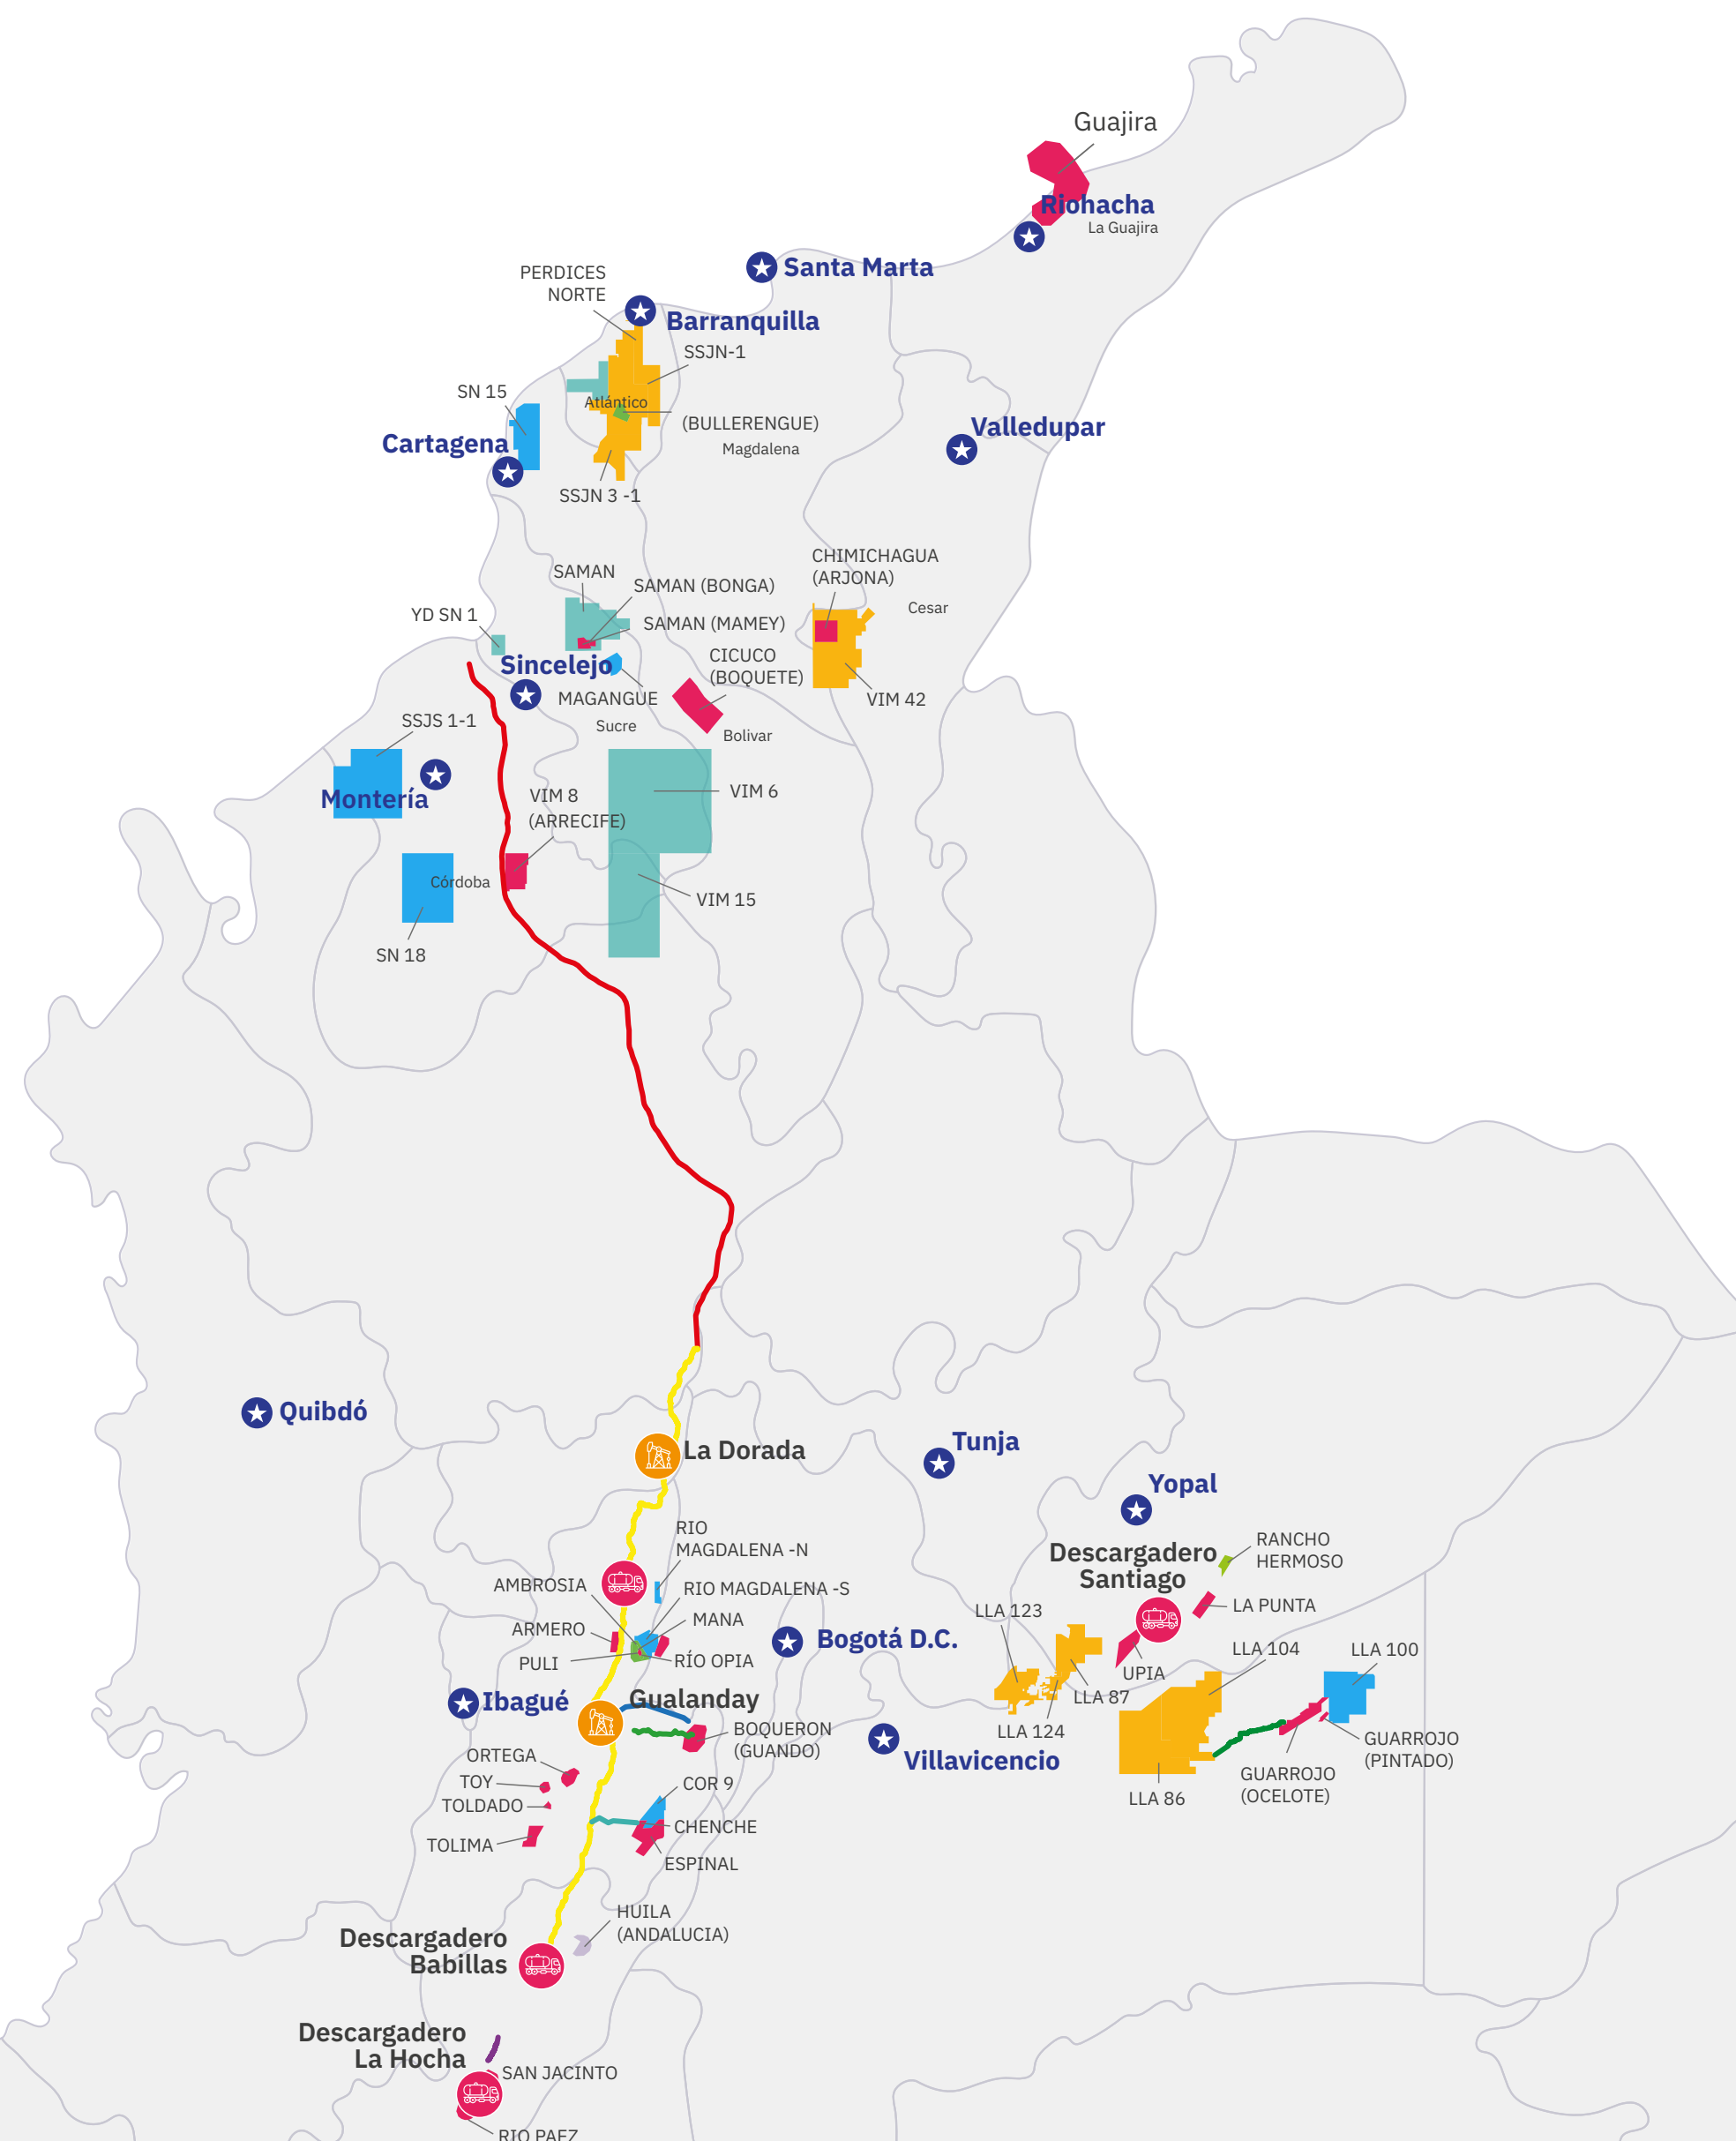 Guajira
Riohacha
La Guajira
Santa Marta
PERDICES
NORTE
Barranquilla
SSJN-1
SN 15
Atlántico
(BULLERENGUE)
Cartagena
Magdalena
Valledupar
SSJN 3 -1
CHIMICHAGUA
(ARJONA)
SAMAN
SAMAN (BONGA)
Cesar
YD SN 1
SAMAN (MAMEY)
CICUCO
(BOQUETE)
Sincelejo
MAGANGUE
VIM 42
Sucre
Bolivar
SSJS 1-1
Montería
VIM 6
VIM 8
(ARRECIFE)
Córdoba
VIM 15
SN 18
Quibdó
La Dorada
Tunja
Yopal
RIO
MAGDALENA -N
Descargadero
Santiago
RANCHO
HERMOSO
AMBROSIA
RIO MAGDALENA -S
LA PUNTA
LLA 123
MANA
ARMERO
Bogotá D.C.
LLA 104
LLA 100
PULI
RÍO OPIA
UPIA
Ibagué
Gualanday
LLA 87
BOQUERON
(GUANDO)
LLA 124
GUARROJO
(PINTADO)
Villavicencio
ORTEGA
GUARROJO
(OCELOTE)
TOY
COR 9
LLA 86
TOLDADO
CHENCHE
TOLIMA
ESPINAL
HUILA
(ANDALUCIA)
Descargadero
Babillas
Descargadero
La Hocha
SAN JACINTO
RIO PAEZ